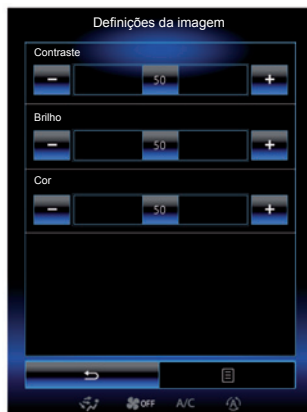 Definições da imagem
Contraste
− 50 +
Brilho
− 50 +
Cor
− 50 +
OFF A/C